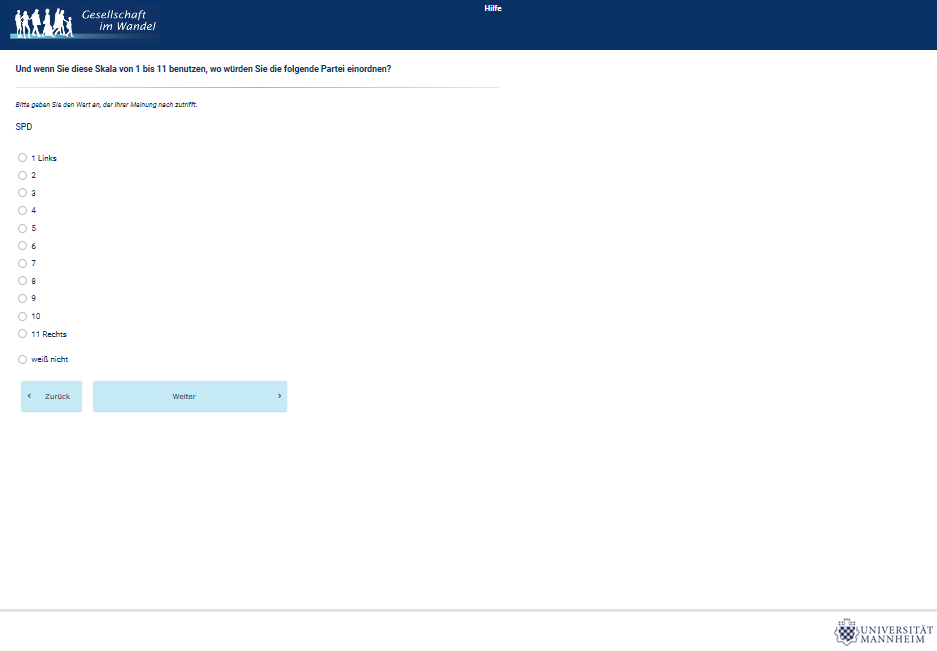 Gesellschaft
im Wandel
Hilfe
Und wenn Sie diese Skala von 1 bis 11 benutzen, wo würden Sie die folgende Partei einordnen?
Bitte geben Sie den Wert an, der Ihrer Meinung nach zutrifft.
SPD
1 Links
2
3
4
5
6
7
8
9
10
11 Rechts
weiß nicht
‹ Zurück
Weiter ›
UNIVERSITÄT
MANNHEIM